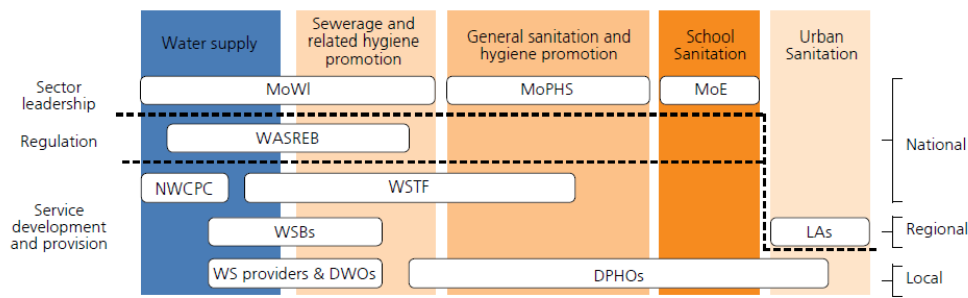 Water supply
Sewerage and
related hygiene
promotion
General sanitation and
hygiene promotion
School
Sanitation
Urban
Sanitation
Sector
leadership
MoWI
MoPHS
MoE
Regulation
WASREB
National
NWCPC
WSTF
Service
development
and provision
WSBs
LAs
Regional
WS providers & DWOs
DPHOs
Local